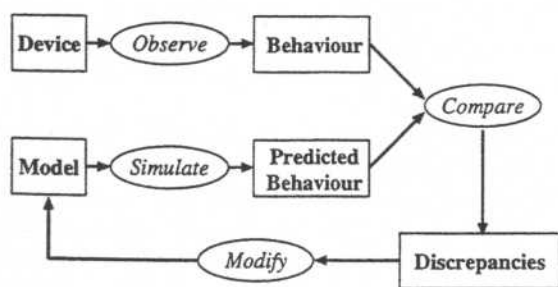 Device
Observe
Behaviour
Compare
Model
Simulate
Predicted
Behaviour
Modify
Discrepancies